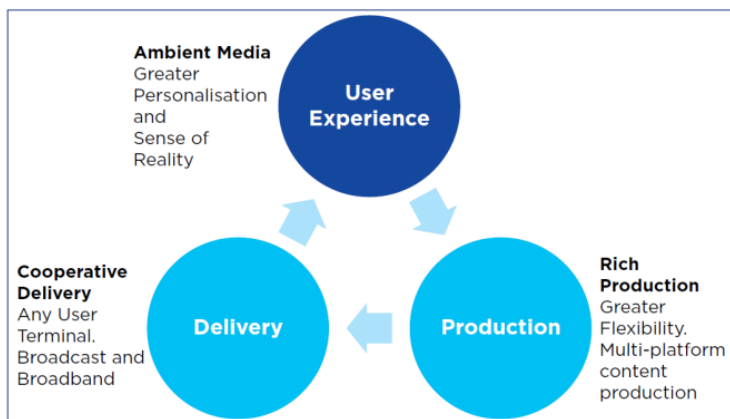 Ambient Media
Greater
Personalisation
and
Sense of
Reality
User
Experience
Cooperative
Delivery
Any User
Terminal.
Broadcast and
Broadband
Delivery
Production
Rich
Production
Greater
Flexibility.
Multi-platform
content
production